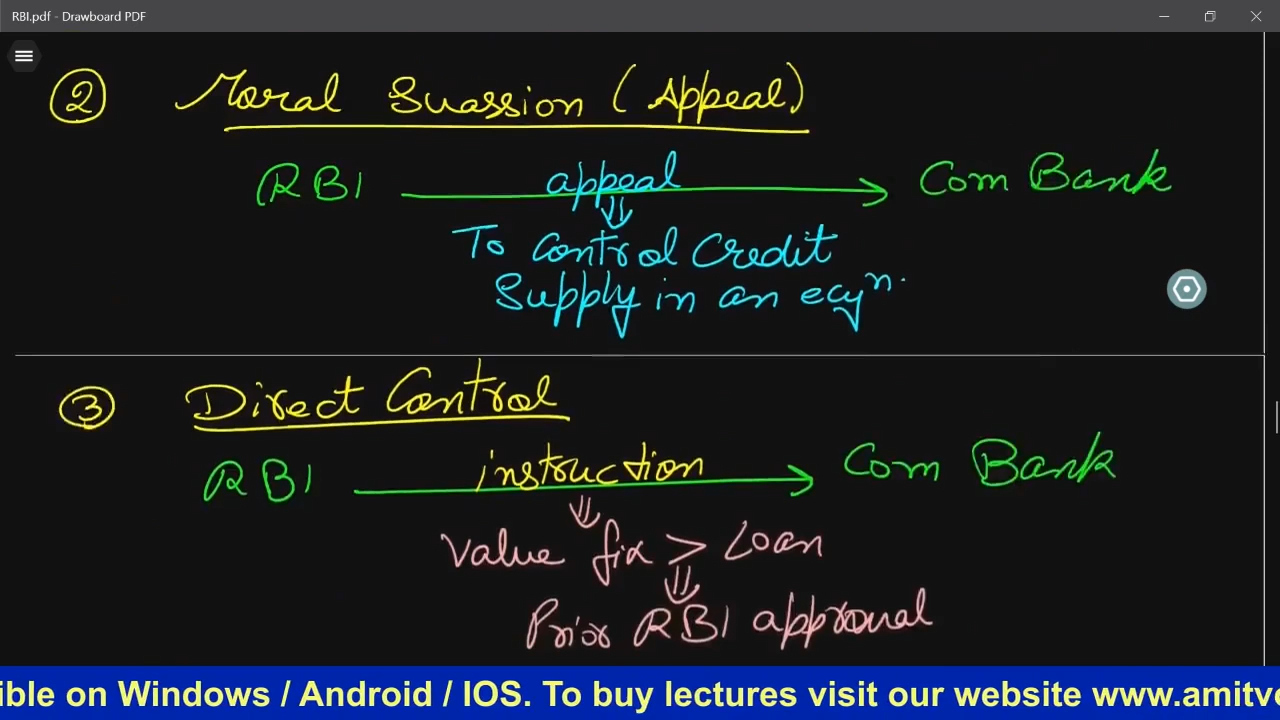 RBI.pdf - Drawboard PDF
② Moral Suassion (Appeal)
RBI appeal Com Bank
To Control Credit
Supply in an ecyⁿ.
③ Direct Control
RBI instruction Com Bank
Value fix > Loan
Prior RBI approval
ible on Windows / Android / IOS. To buy lectures visit our website www.amitv